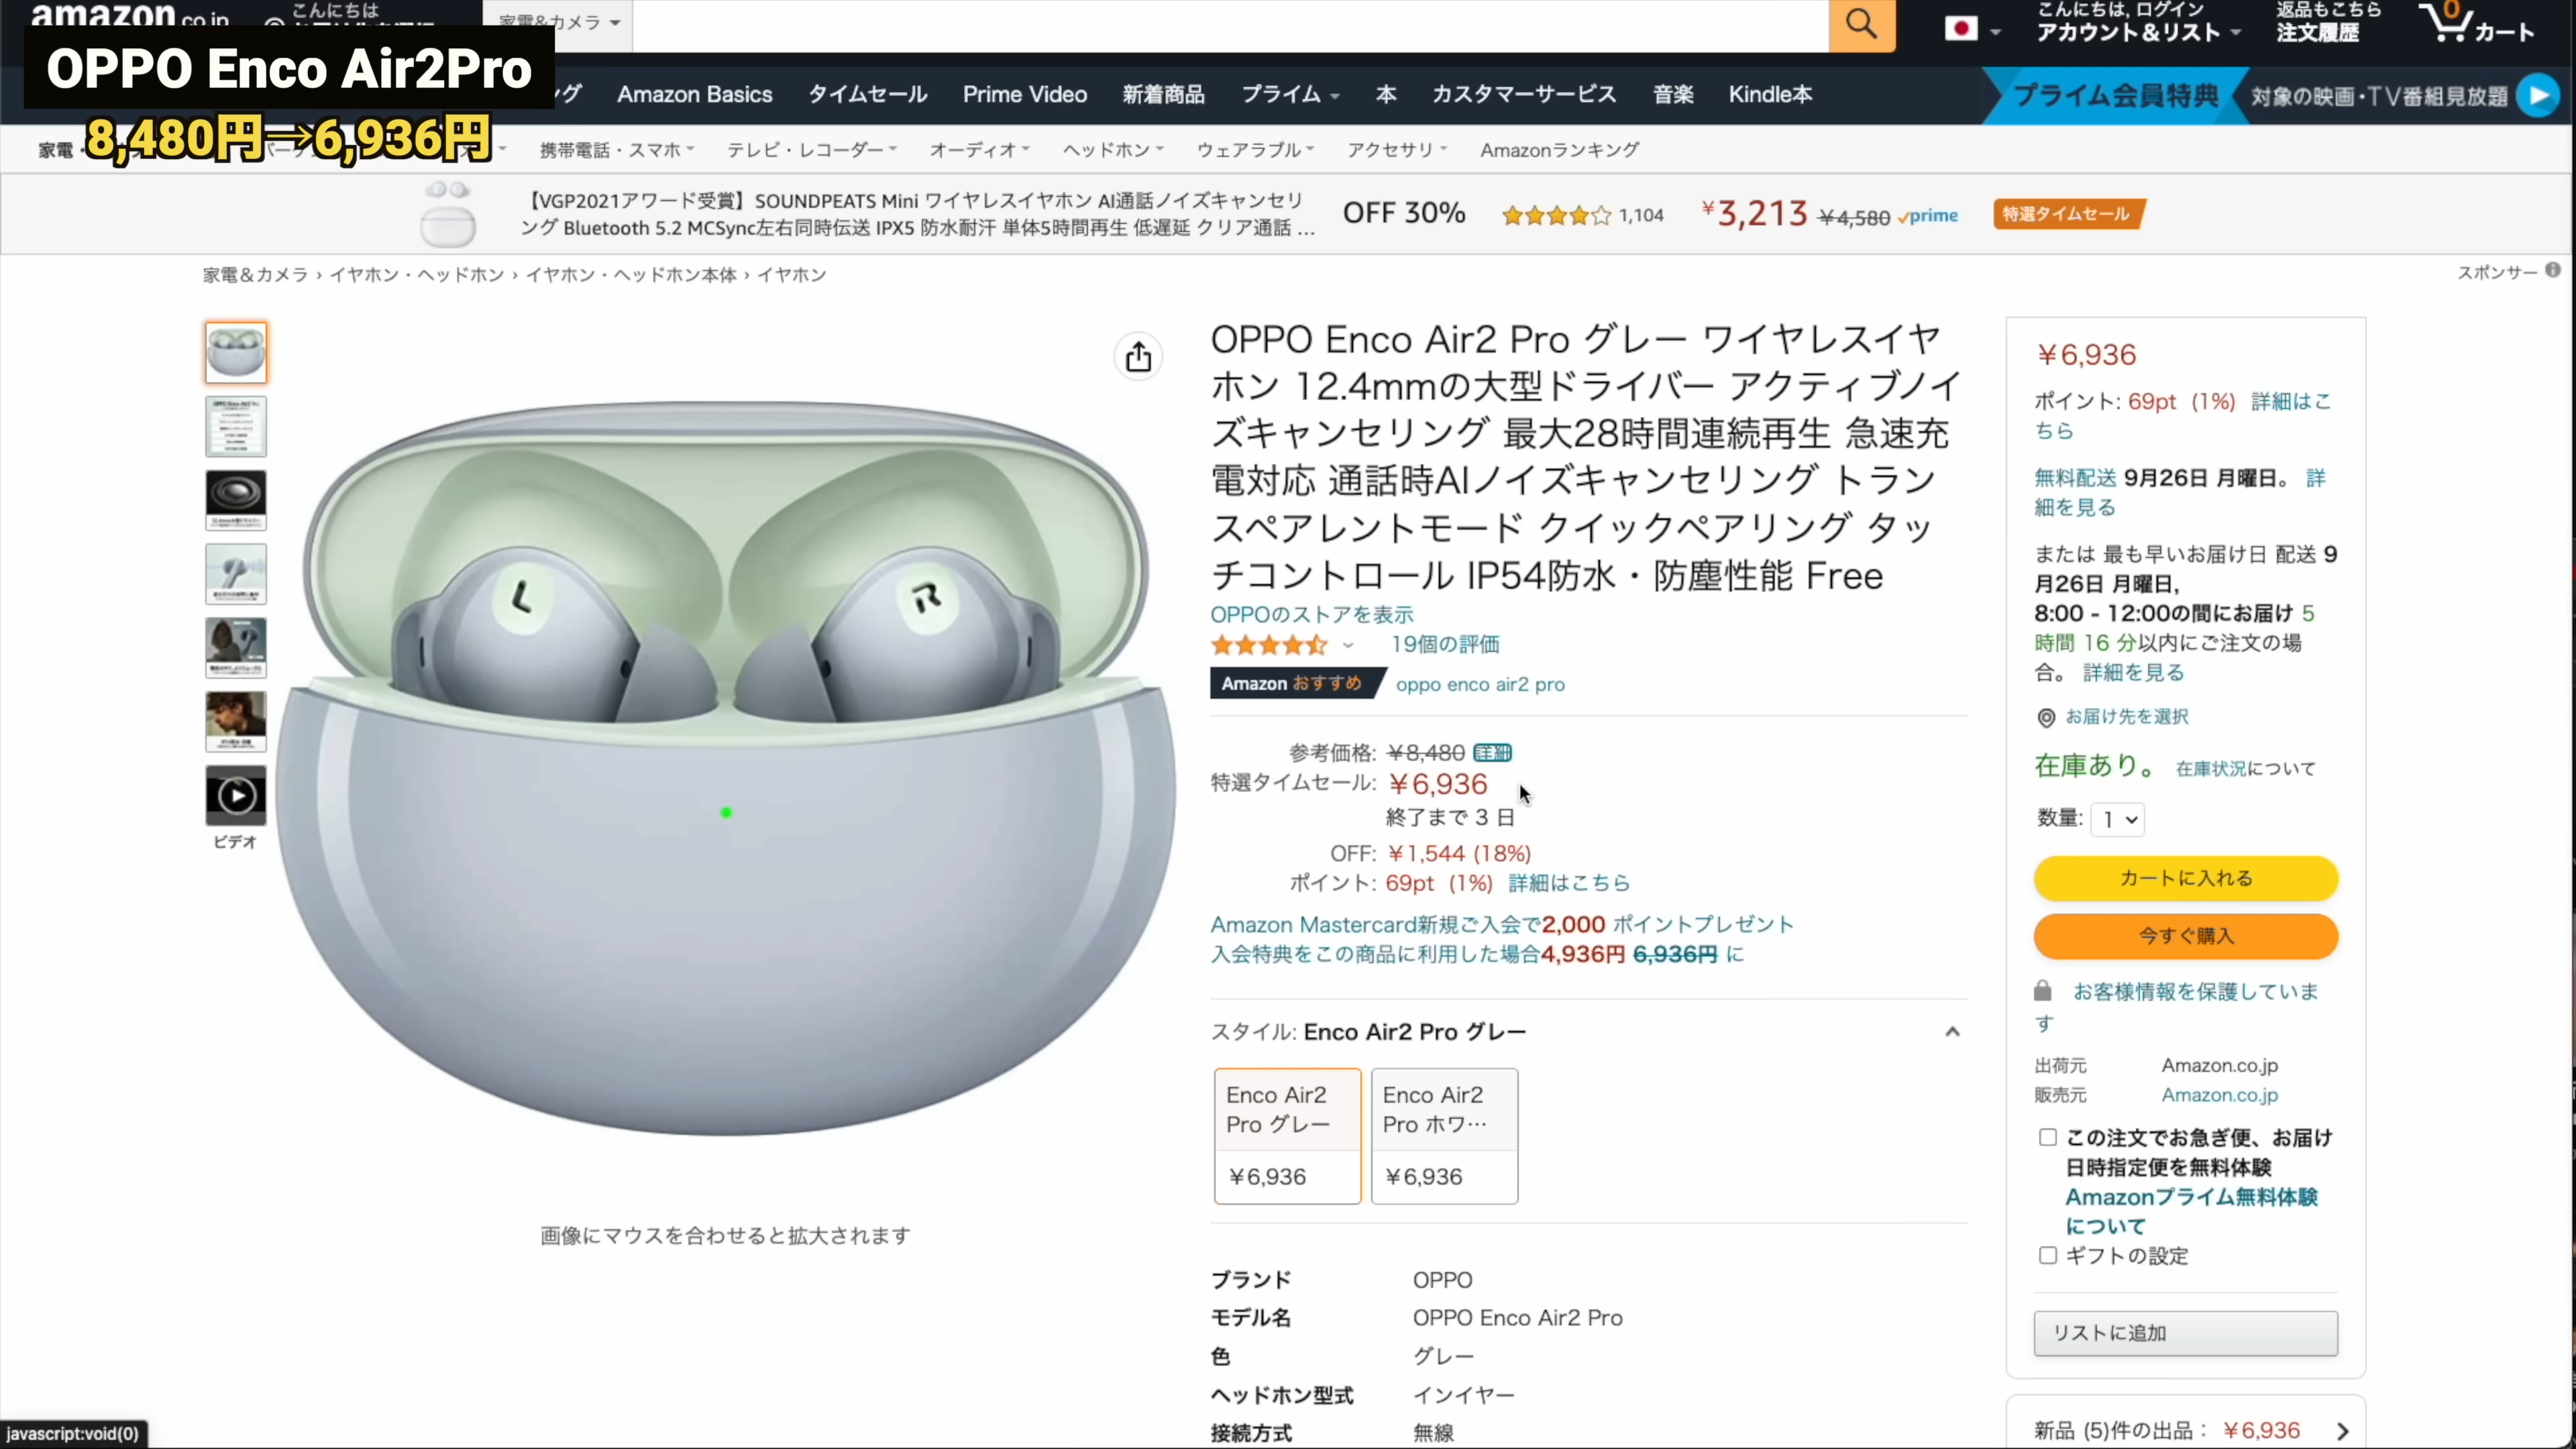 amazon.co.jp
こんにちは
家電&カメラ
こんにちは, ログイン
アカウント&リスト
返品もこちら
注文履歴
0
カート
OPPO Enco Air2Pro
8,480円→6,936円
Amazon Basics
タイムセール
Prime Video
新着商品
プライム
本
カスタマーサービス
音楽
Kindle本
プライム会員特典
対象の映画・TV番組見放題
家電・
携帯電話・スマホ
テレビ・レコーダー
オーディオ
ヘッドホン
ウェアラブル
アクセサリ
Amazonランキング
【VGP2021アワード受賞】SOUNDPEATS Mini ワイヤレスイヤホン AI通話ノイズキャンセリ
ング Bluetooth 5.2 MCSync左右同時伝送 IPX5 防水耐汗 単体5時間再生 低遅延 クリア通話 ...
OFF 30%
1,104
¥3,213 ¥4,580 prime
特選タイムセール
家電&カメラ › イヤホン・ヘッドホン › イヤホン・ヘッドホン本体 › イヤホン
スポンサー
L
R
ビデオ
画像にマウスを合わせると拡大されます
OPPO Enco Air2 Pro グレー ワイヤレスイヤ
ホン 12.4mmの大型ドライバー アクティブノイ
ズキャンセリング 最大28時間連続再生 急速充
電対応 通話時AIノイズキャンセリング トラン
スペアレントモード クイックペアリング タッ
チコントロール IP54防水・防塵性能 Free
OPPOのストアを表示
19個の評価
Amazon おすすめ
oppo enco air2 pro
参考価格: ¥8,480 詳細
特選タイムセール: ¥6,936
終了まで 3 日
OFF: ¥1,544 (18%)
ポイント: 69pt (1%) 詳細はこちら
Amazon Mastercard新規ご入会で2,000 ポイントプレゼント
入会特典をこの商品に利用した場合4,936円 6,936円 に
スタイル: Enco Air2 Pro グレー
Enco Air2
Pro グレー
¥6,936
Enco Air2
Pro ホワ…
¥6,936
ブランド OPPO
モデル名 OPPO Enco Air2 Pro
色 グレー
ヘッドホン型式 インイヤー
接続方式 無線
¥6,936
ポイント: 69pt (1%) 詳細はこ
ちら
無料配送 9月26日 月曜日。 詳
細を見る
または 最も早いお届け日 配送 9
月26日 月曜日,
8:00 - 12:00の間にお届け 5
時間 16 分以内にご注文の場
合。 詳細を見る
お届け先を選択
在庫あり。 在庫状況について
数量: 1
カートに入れる
今すぐ購入
お客様情報を保護していま
す
出荷元 Amazon.co.jp
販売元 Amazon.co.jp
この注文でお急ぎ便、お届け
日時指定便を無料体験
Amazonプライム無料体験
について
ギフトの設定
リストに追加
新品 (5)件の出品: ¥6,936
javascript:void(0)